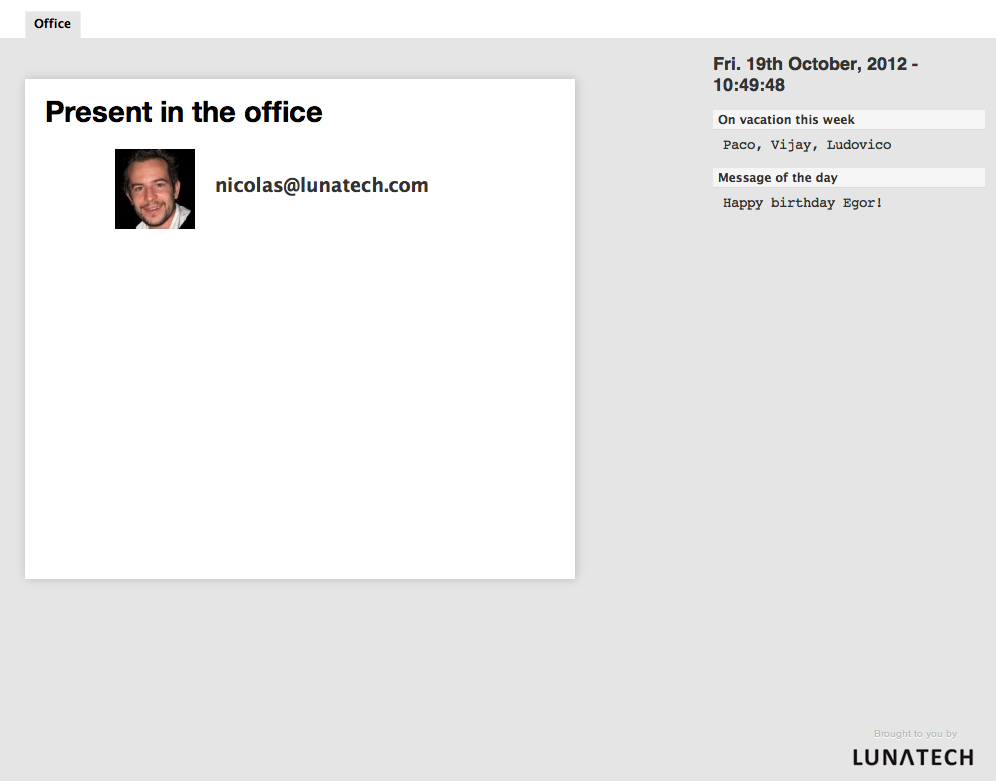 Office
Present in the office
nicolas@lunatech.com
Fri. 19th October, 2012 -
10:49:48
On vacation this week
Paco, Vijay, Ludovico
Message of the day
Happy birthday Egor!
Brought to you by
LUNATECH